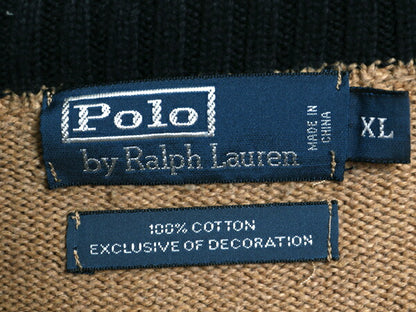 Polo
by Ralph Lauren
MADE IN
CHINA
XL
100% COTTON
EXCLUSIVE OF DECORATION